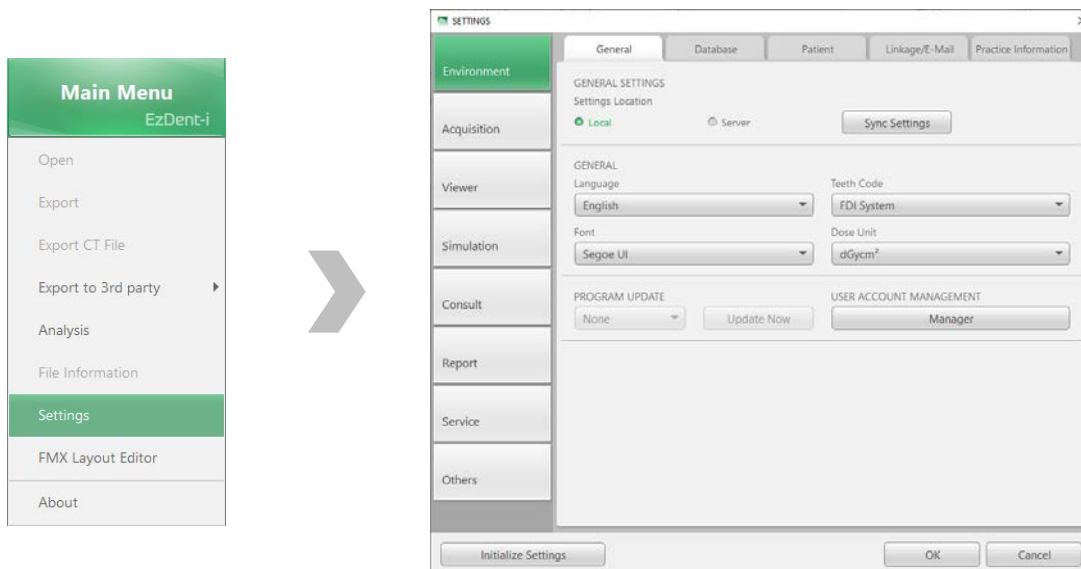 Main Menu
EzDent-i
Open
Export
Export CT File
Export to 3rd party
Analysis
File Information
Settings
FMX Layout Editor
About
SETTINGS
Environment
Acquisition
Viewer
Simulation
Consult
Report
Service
Others
General Database Patient Linkage/E-Mail Practice Information
GENERAL SETTINGS
Settings Location
Local Server Sync Settings
GENERAL
Language Teeth Code
English FDI System
Font Dose Unit
Segoe UI dGycm²
PROGRAM UPDATE USER ACCOUNT MANAGEMENT
None Update Now Manager
Initialize Settings OK Cancel